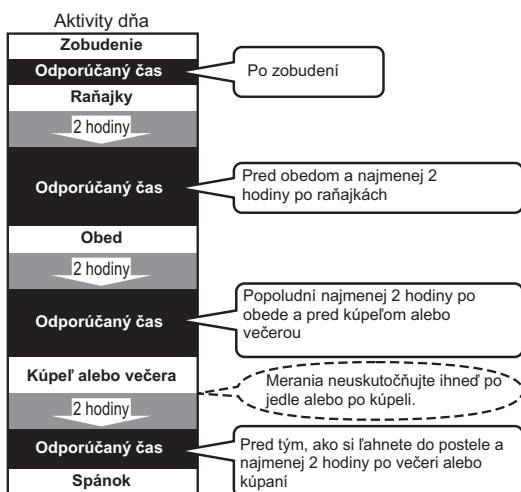 Aktivity dňa
Zobudenie
Odporúčaný čas
Po zobudení
Raňajky
2 hodiny
Odporúčaný čas
Pred obedom a najmenej 2
hodiny po raňajkách
Obed
2 hodiny
Odporúčaný čas
Popoludní najmenej 2 hodiny po
obede a pred kúpeľom alebo
večerou
Kúpeľ alebo večera
Merania neuskutočňujte ihneď po
jedle alebo po kúpeli.
2 hodiny
Odporúčaný čas
Pred tým, ako si ľahnete do postele a
najmenej 2 hodiny po večeri alebo
kúpaní
Spánok